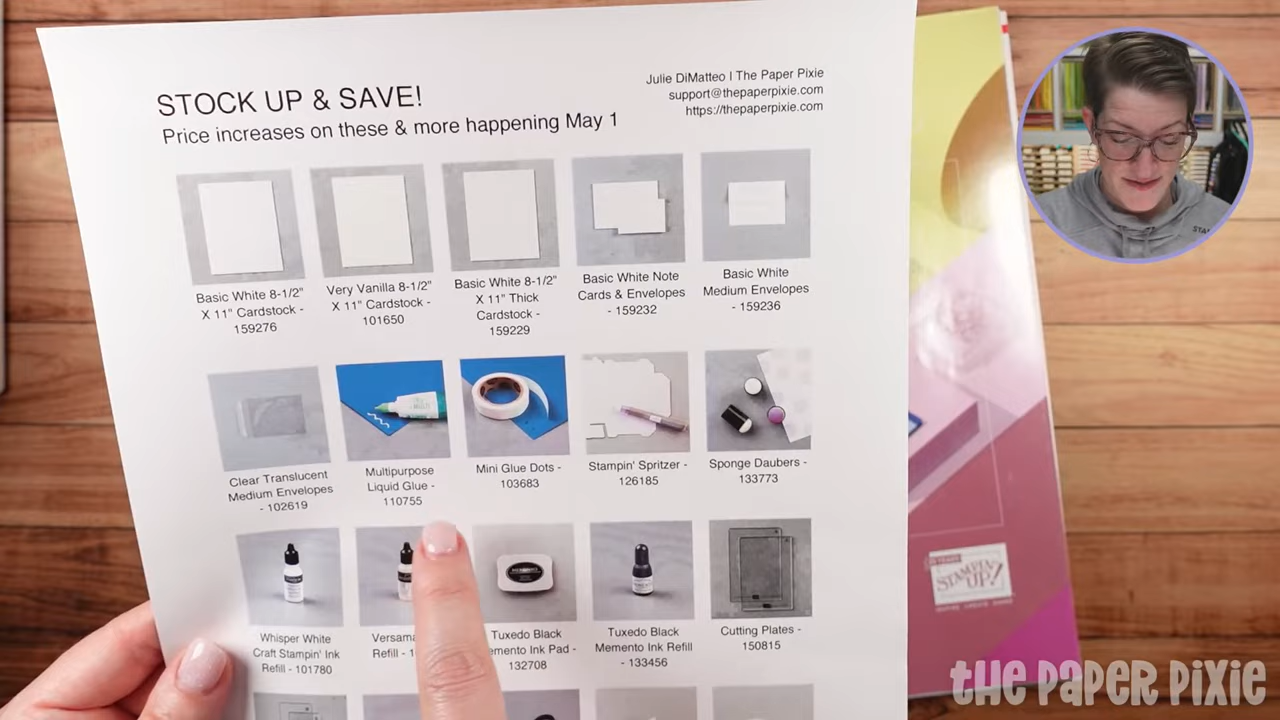 STOCK UP & SAVE!
Price increases on these & more happening May 1
Julie DiMatteo | The Paper Pixie
support@thepaperpixie.com
https://thepaperpixie.com
Basic White 8-1/2"
X 11" Cardstock -
159276
Very Vanilla 8-1/2"
X 11" Cardstock -
101650
Basic White 8-1/2"
X 11" Thick
Cardstock -
159229
Basic White Note
Cards & Envelopes
- 159232
Basic White
Medium Envelopes
- 159236
Clear Translucent
Medium Envelopes
- 102619
Multipurpose
Liquid Glue -
110755
Mini Glue Dots -
103683
Stampin' Spritzer -
126185
Sponge Daubers -
133773
Whisper White
Craft Stampin' Ink
Refill - 101780
Versama
Refill - 1
Tuxedo Black
emento Ink Pad -
132708
Tuxedo Black
Memento Ink Refill
- 133456
Cutting Plates -
150815
STAMPIN' UP!
the PAPER PIXIE